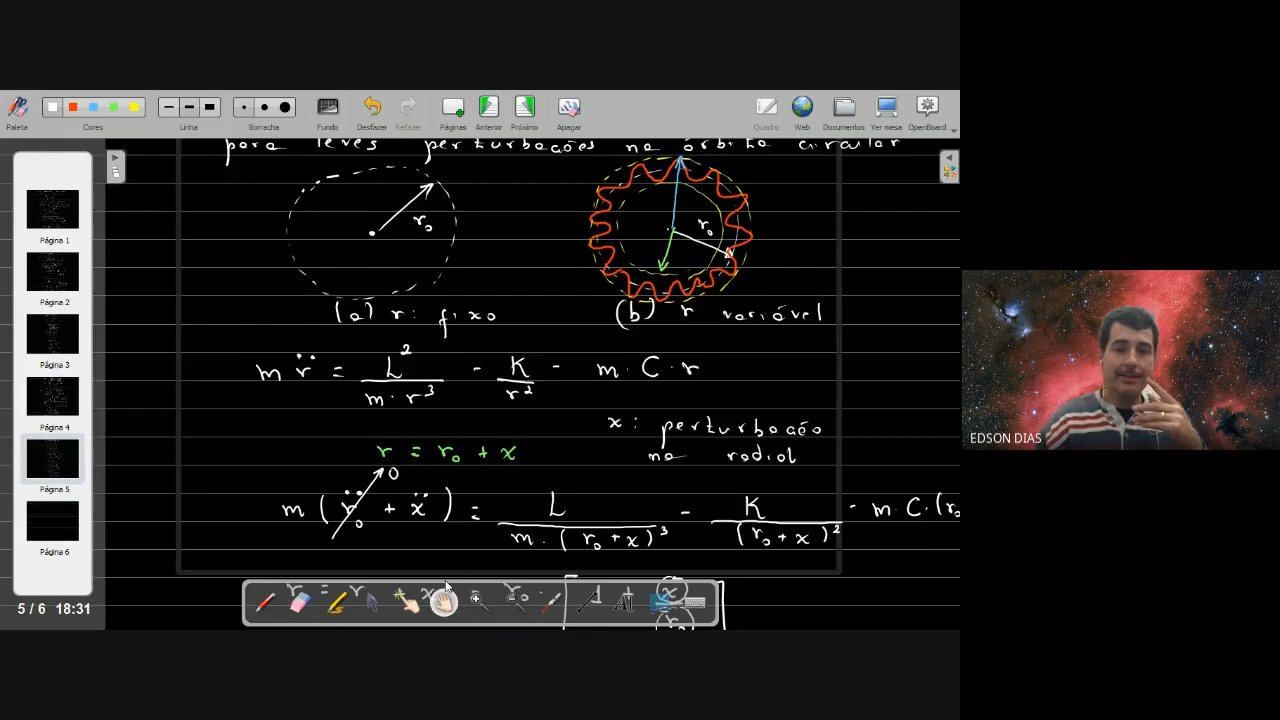 Paleta Cores Linha Borracha Fundo Desfazer Refazer Páginas Anterior Próximo Apagar Quadro Web Documentos Ver mesa OpenBoard
para leves perturbações na órbita circular
Página 1
Página 2
Página 3
Página 4
Página 5
Página 6
5 / 6 18:31
r₀
r₀
(a) r: fixo
(b) r variável
m r̈ = L² / (m · r³) - K / r² - m · C · r
x: perturbação
na radial
r = r₀ + x
0
m ( r̈₀ + ẍ ) = L / (m · (r₀ + x)³) - K / (r₀ + x)² - m · C · (r₀
EDSON DIAS